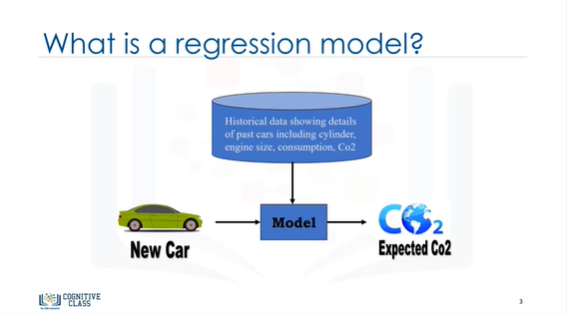 What is a regression model?
Historical data showing details
of past cars including cylinder,
engine size, consumption, Co2
Model
CO2
New Car
Expected Co2
COGNITIVE
CLASS
3